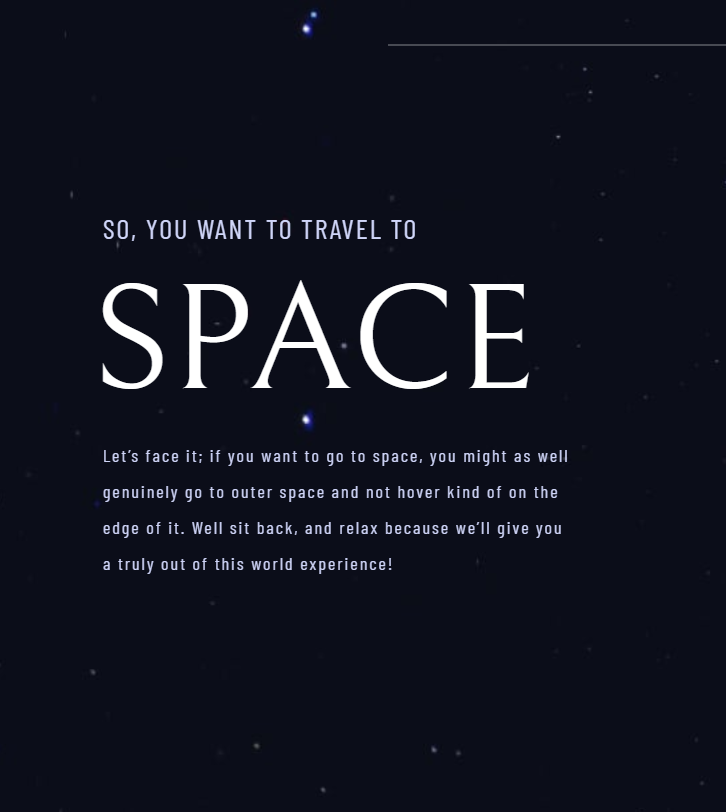 SO, YOU WANT TO TRAVEL TO
SPACE
Let’s face it; if you want to go to space, you might as well
genuinely go to outer space and not hover kind of on the
edge of it. Well sit back, and relax because we’ll give you
a truly out of this world experience!